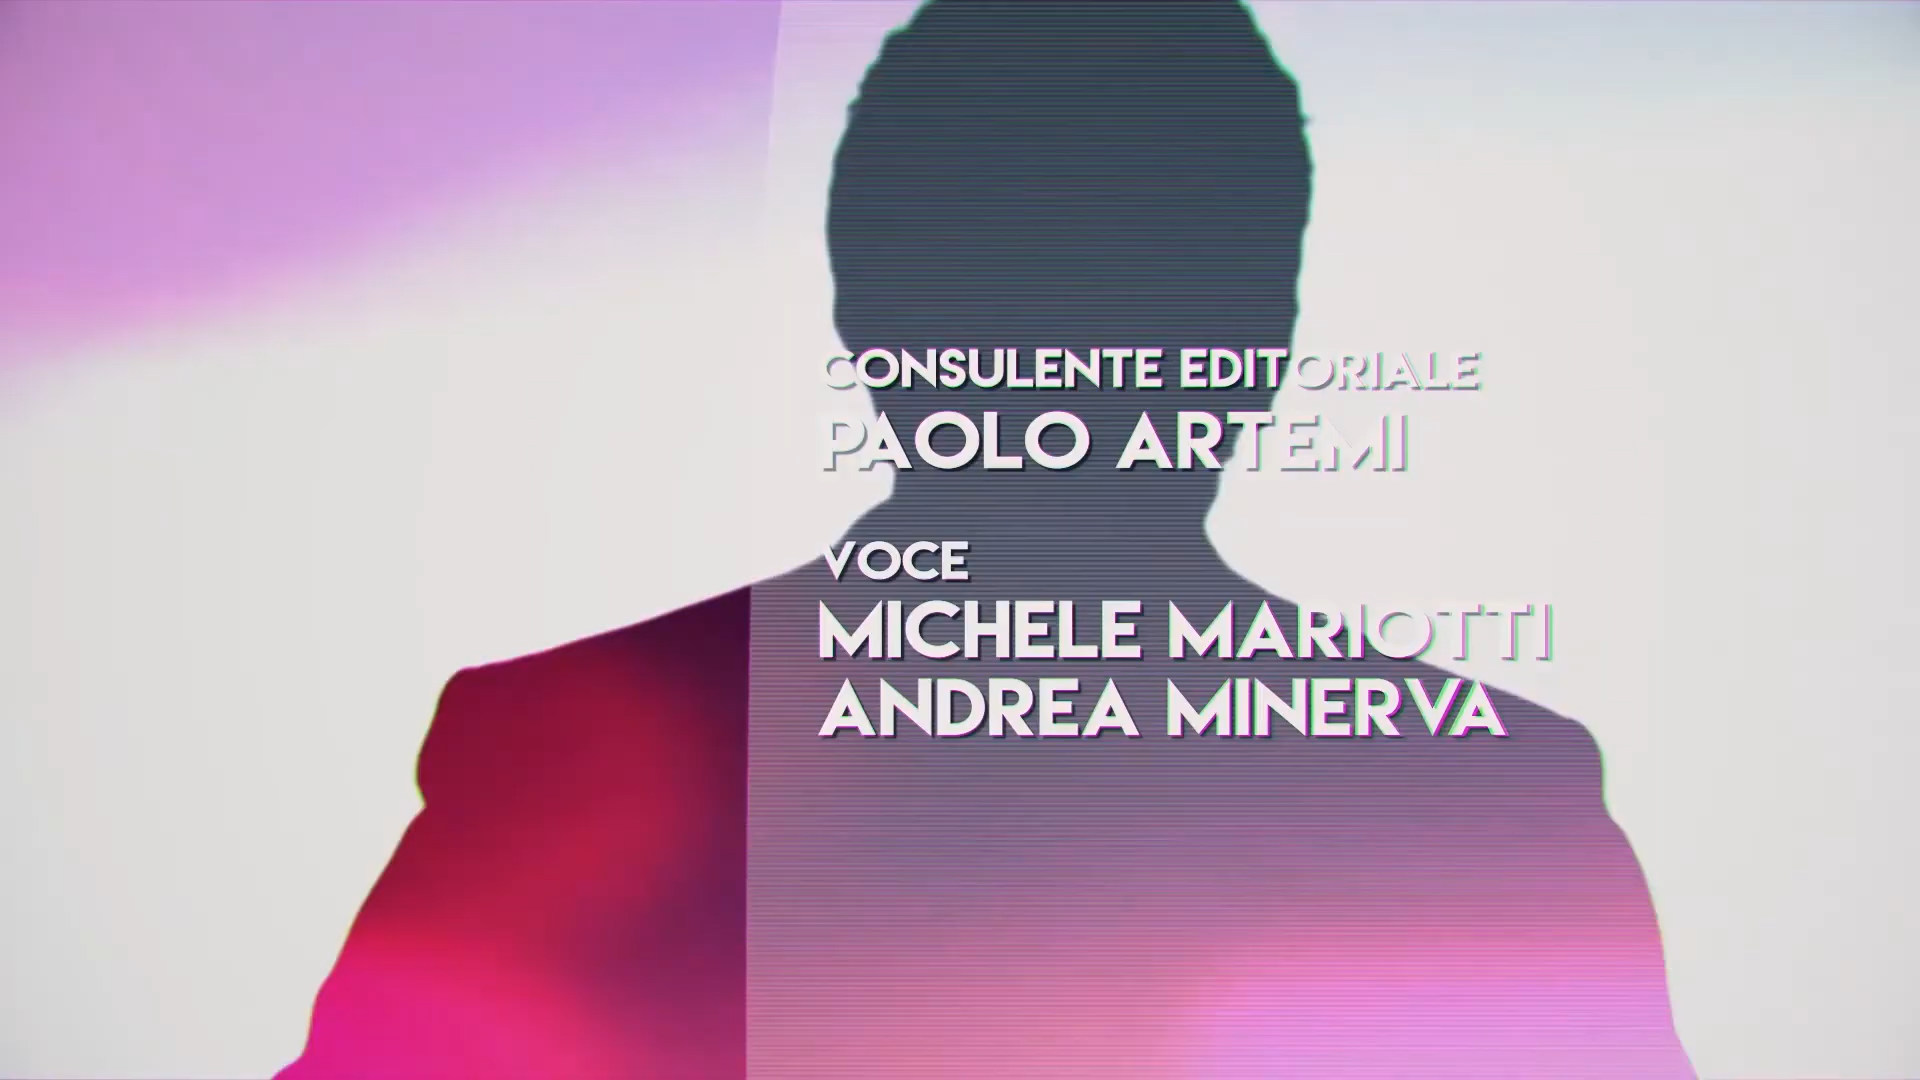 CONSULENTE EDITORIALE
PAOLO ARTEMI
VOCE
MICHELE MARIOTTI
ANDREA MINERVA